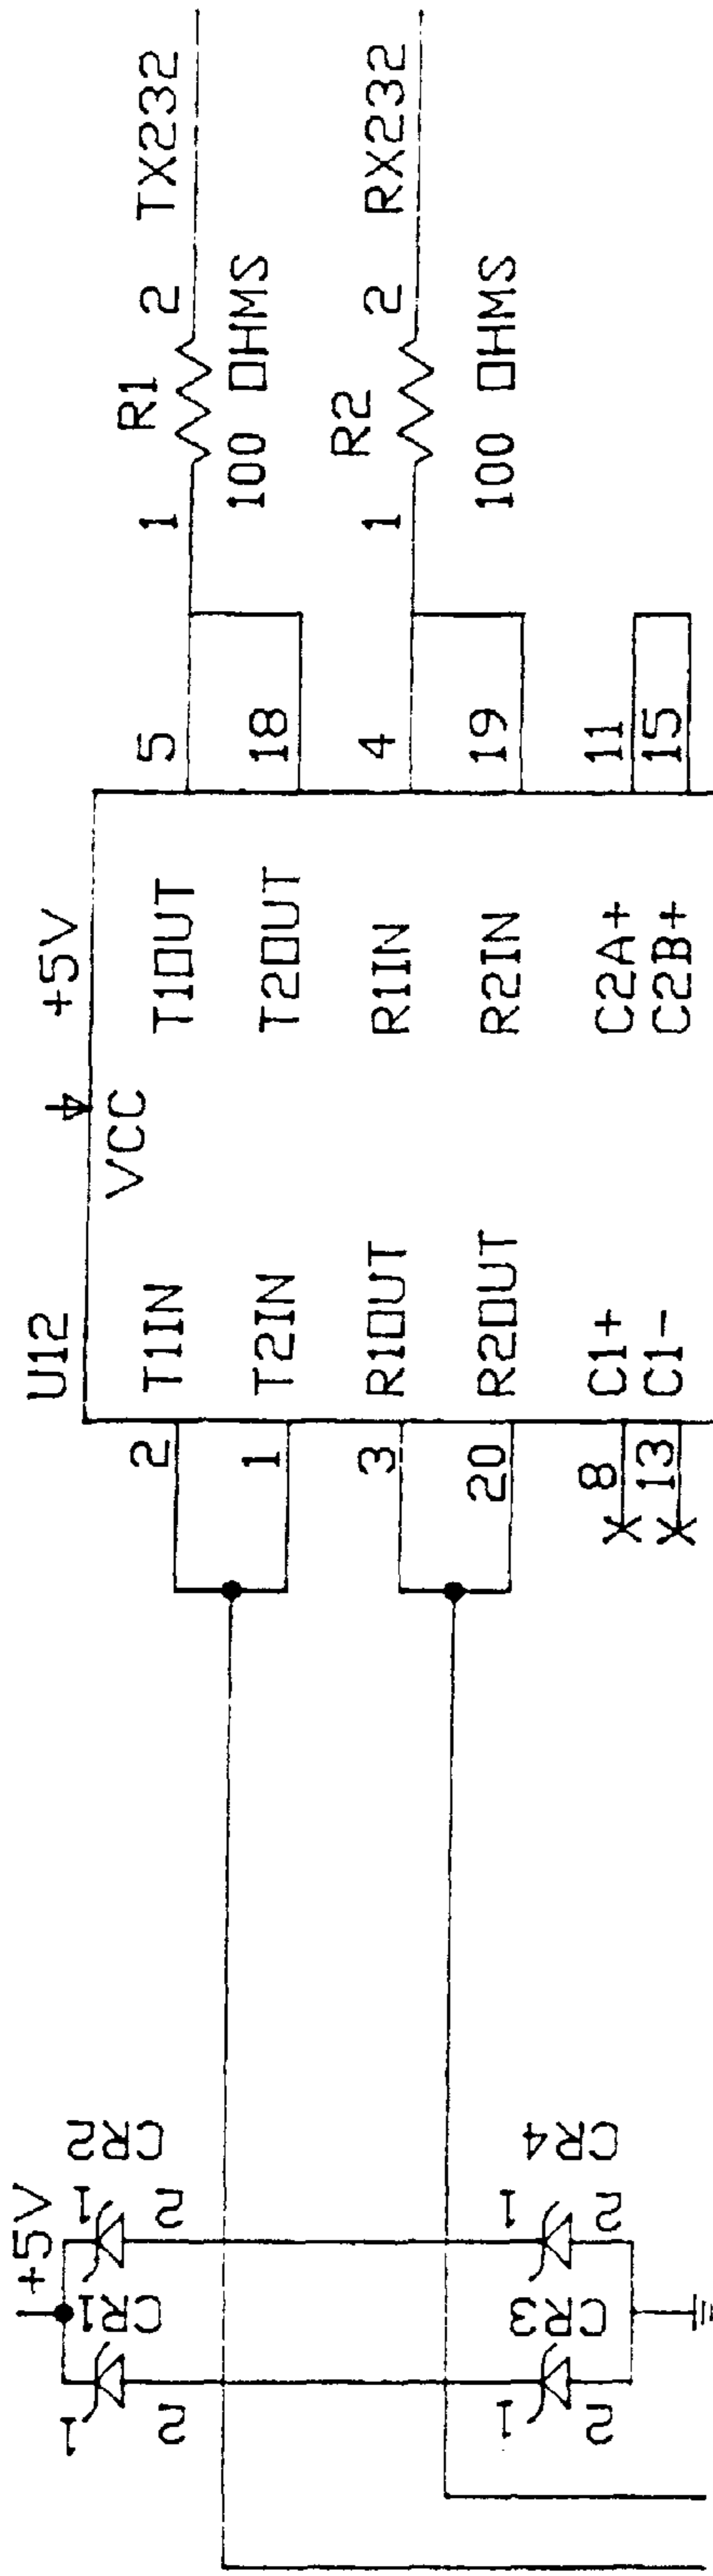 +5V
CR1
CR2
1
2
1
2
CR3
CR4
1
2
1
2
U12
+5V
VCC
2
T1IN
T1OUT
5
1
T2IN
T2OUT
18
3
R1OUT
R1IN
4
20
R2OUT
R2IN
19
8
C1+
C2A+
11
13
C1-
C2B+
15
R1
1
2
TX232
100 OHMS
R2
1
2
RX232
100 OHMS